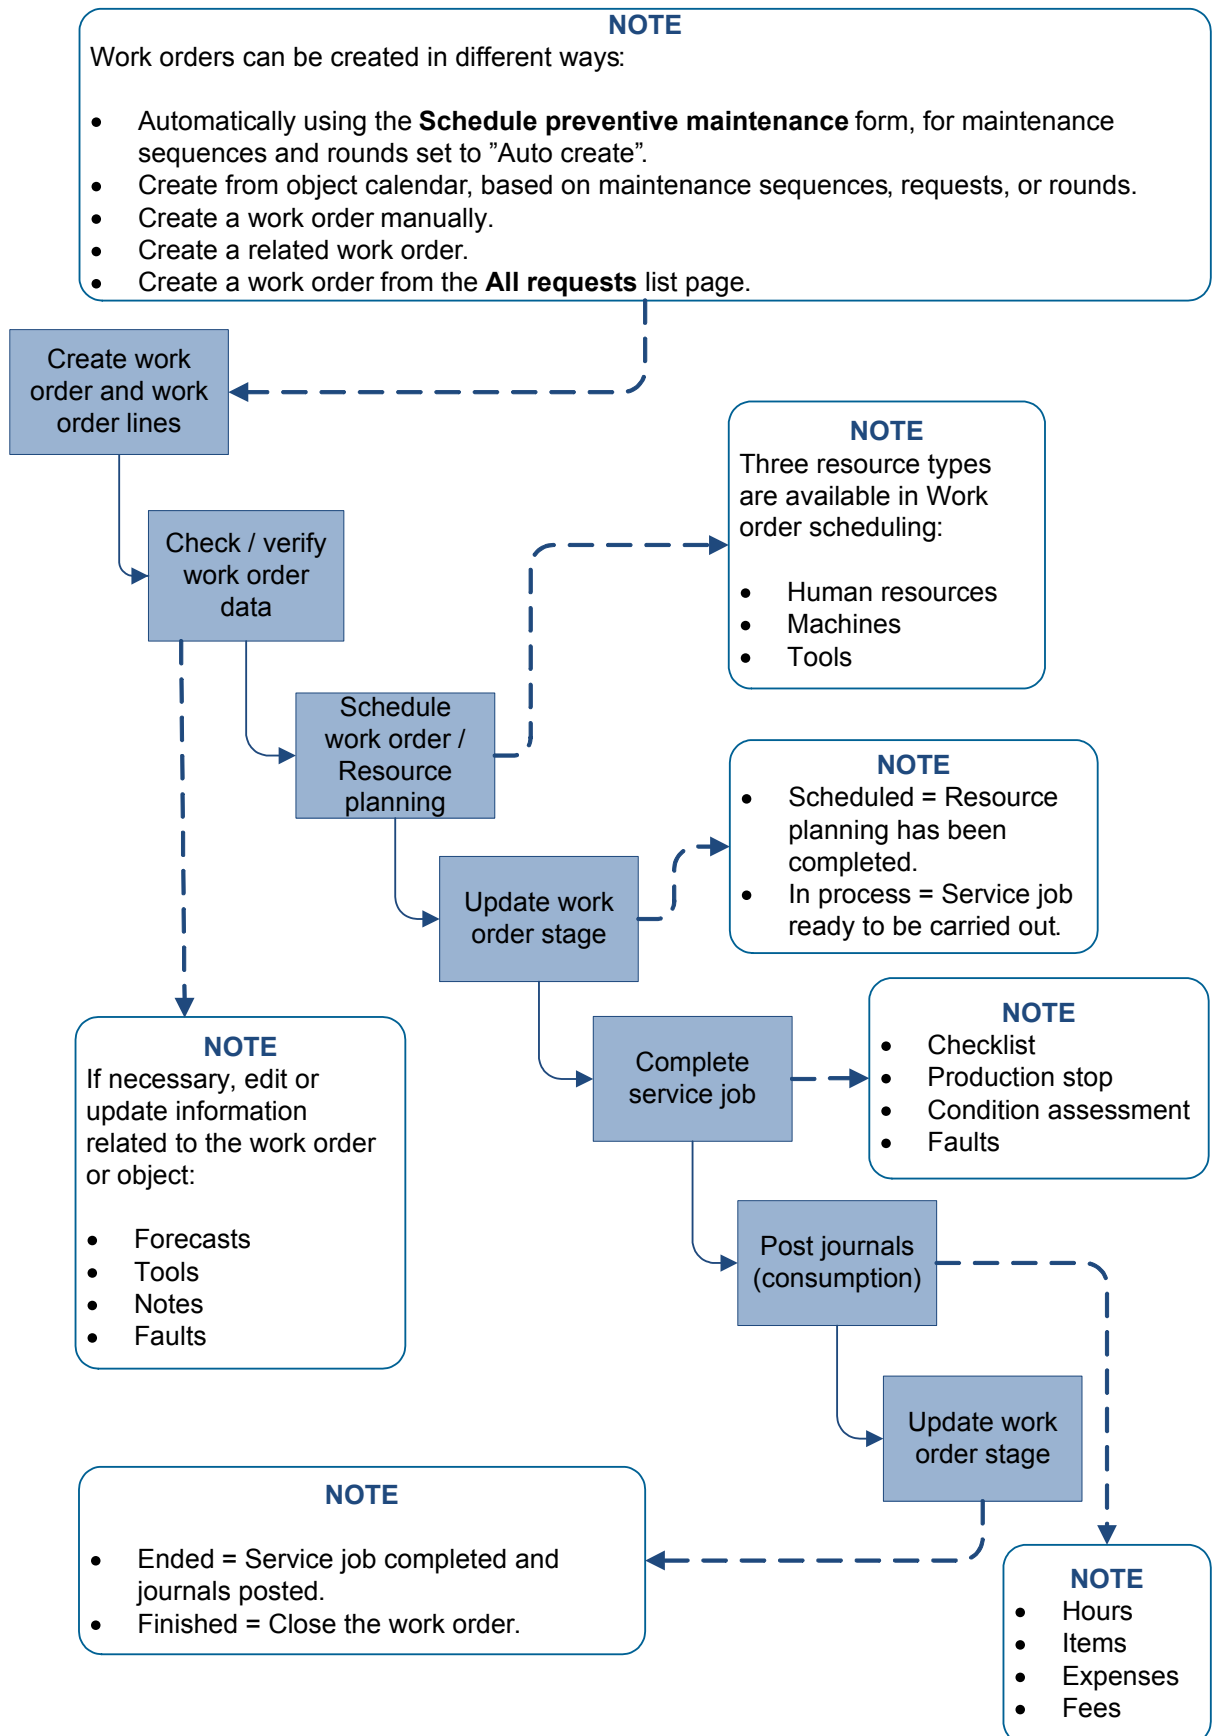 NOTE
Work orders can be created in different ways:
• Automatically using the Schedule preventive maintenance form, for maintenance
sequences and rounds set to ”Auto create”.
• Create from object calendar, based on maintenance sequences, requests, or rounds.
• Create a work order manually.
• Create a related work order.
• Create a work order from the All requests list page.
Create work
order and work
order lines
NOTE
Three resource types
are available in Work
order scheduling:
• Human resources
• Machines
• Tools
Check / verify
work order
data
Schedule
work order /
Resource
planning
NOTE
• Scheduled = Resource
planning has been
completed.
• In process = Service job
ready to be carried out.
Update work
order stage
NOTE
• Checklist
• Production stop
• Condition assessment
• Faults
Complete
service job
NOTE
If necessary, edit or
update information
related to the work order
or object:
• Forecasts
• Tools
• Notes
• Faults
Post journals
(consumption)
Update work
order stage
NOTE
• Ended = Service job completed and
journals posted.
• Finished = Close the work order.
NOTE
• Hours
• Items
• Expenses
• Fees